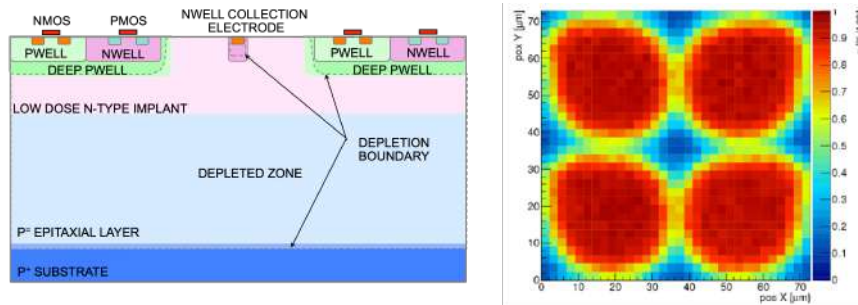 NMOS
PMOS
NWELL COLLECTION
ELECTRODE
PWELL
NWELL
PWELL
NWELL
DEEP PWELL
DEEP PWELL
LOW DOSE N-TYPE IMPLANT
DEPLETION
BOUNDARY
DEPLETED ZONE
P= EPITAXIAL LAYER
P+ SUBSTRATE
pos Y [µm]
70
60
50
40
30
20
10
0
0 10 20 30 40 50 60 70
pos X [µm]
1
0.9
0.8
0.7
0.6
0.5
0.4
0.3
0.2
0.1
0